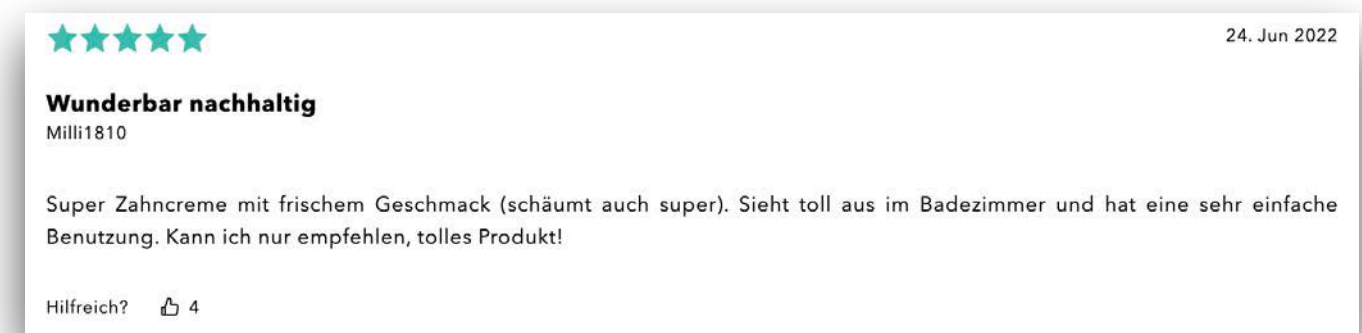 24. Jun 2022
Wunderbar nachhaltig
Milli1810
Super Zahncreme mit frischem Geschmack (schäumt auch super). Sieht toll aus im Badezimmer und hat eine sehr einfache
Benutzung. Kann ich nur empfehlen, tolles Produkt!
Hilfreich? 4